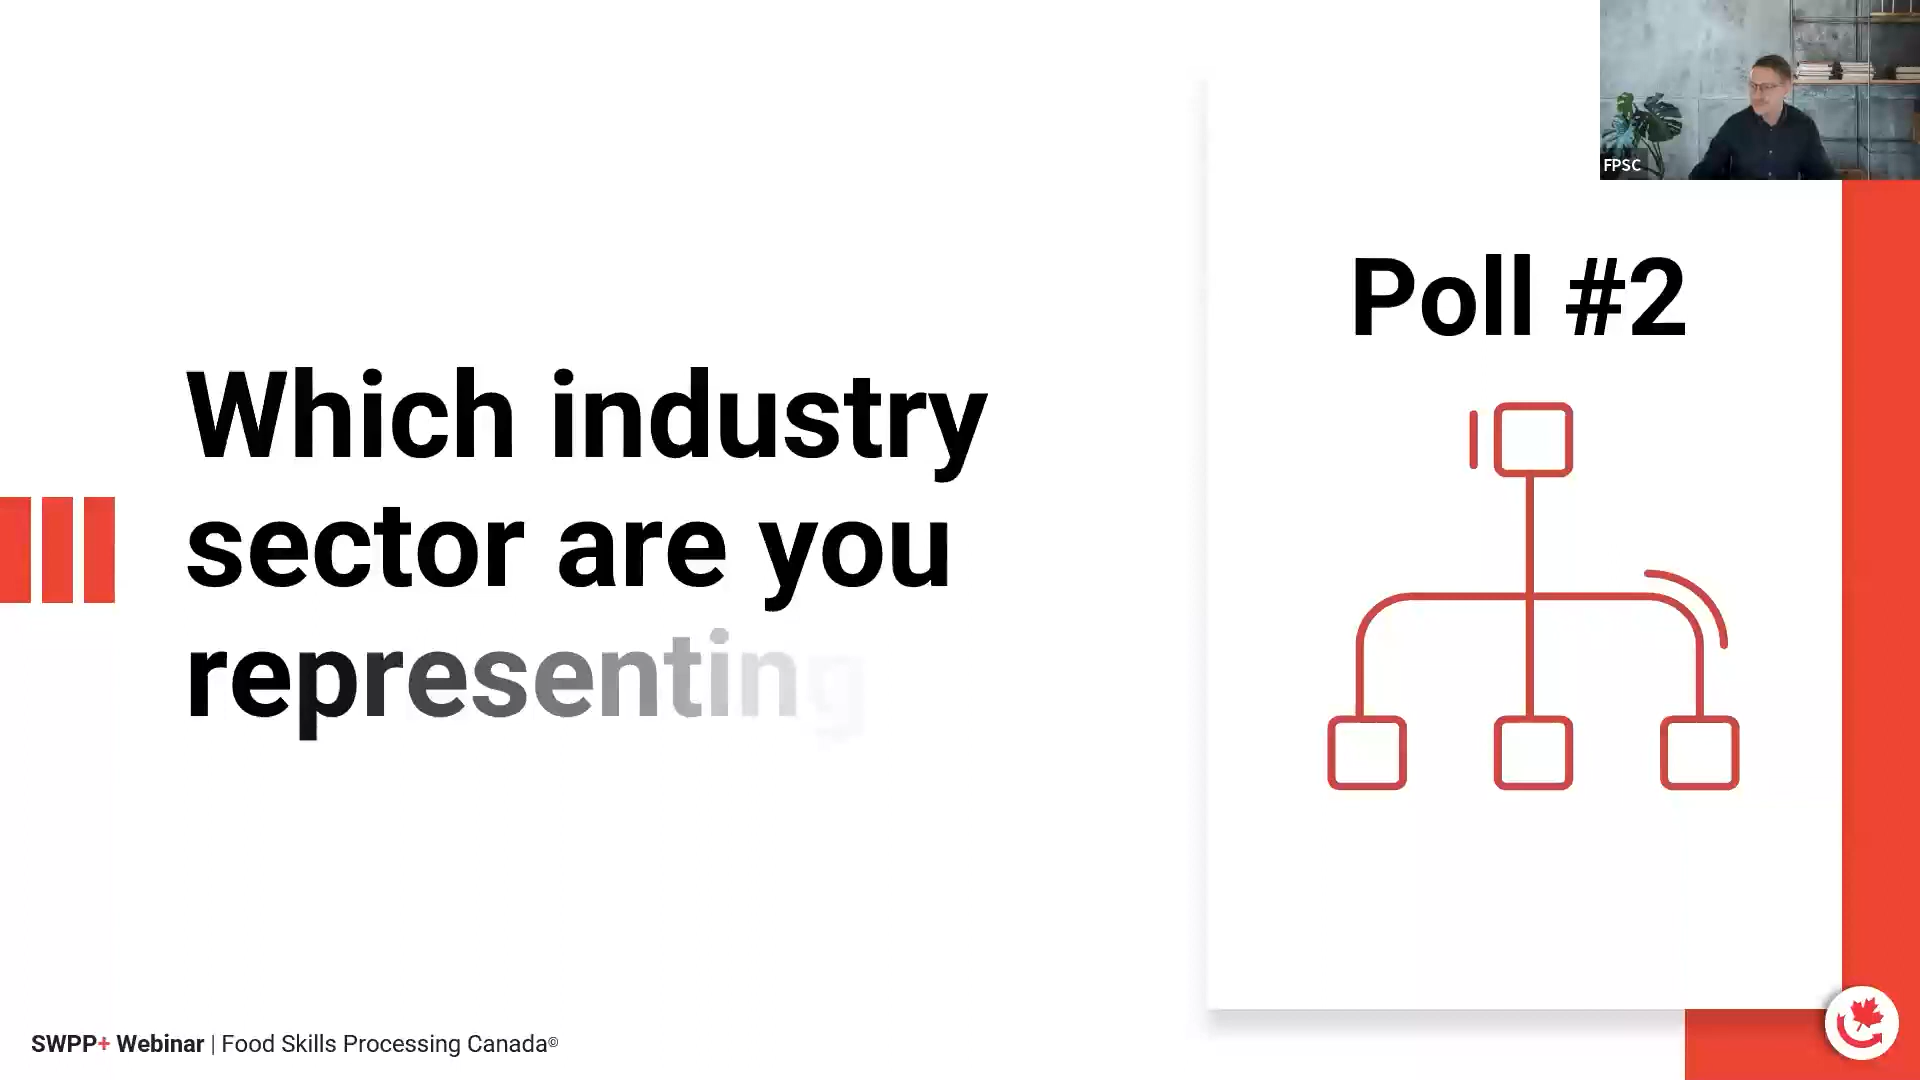 FPSC
Poll #2
Which industry
sector are you
representing
SWPP+ Webinar | Food Skills Processing Canada©